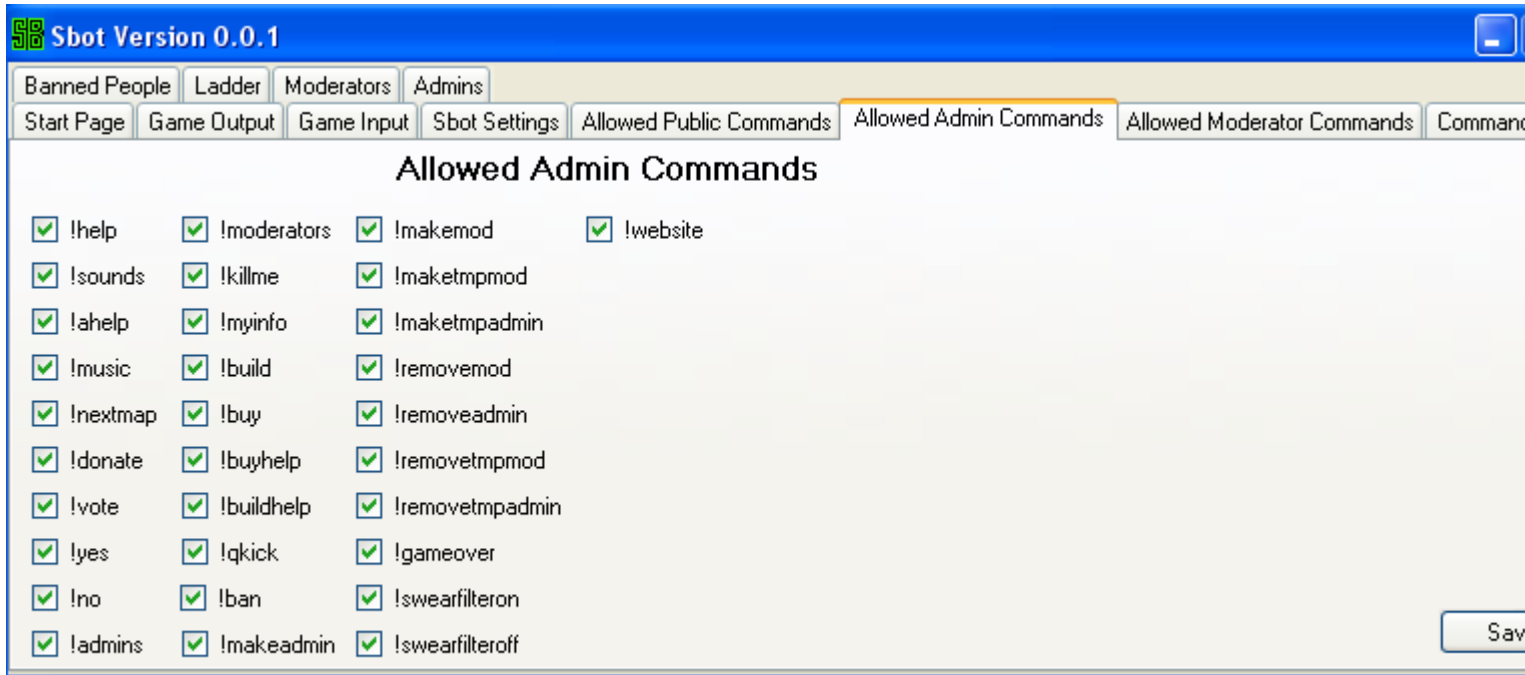 SB Sbot Version 0.0.1
Banned People Ladder Moderators Admins
Start Page Game Output Game Input Sbot Settings Allowed Public Commands Allowed Admin Commands Allowed Moderator Commands Command
Allowed Admin Commands
!help !moderators !makemod !website
!sounds !killme !maketmpmod
!ahelp !myinfo !maketmpadmin
!music !build !removemod
!nextmap !buy !removeadmin
!donate !buyhelp !removetmpmod
!vote !buildhelp !removetmpadmin
!yes !qkick !gameover
!no !ban !swearfilteron
!admins !makeadmin !swearfilteroff
Sav